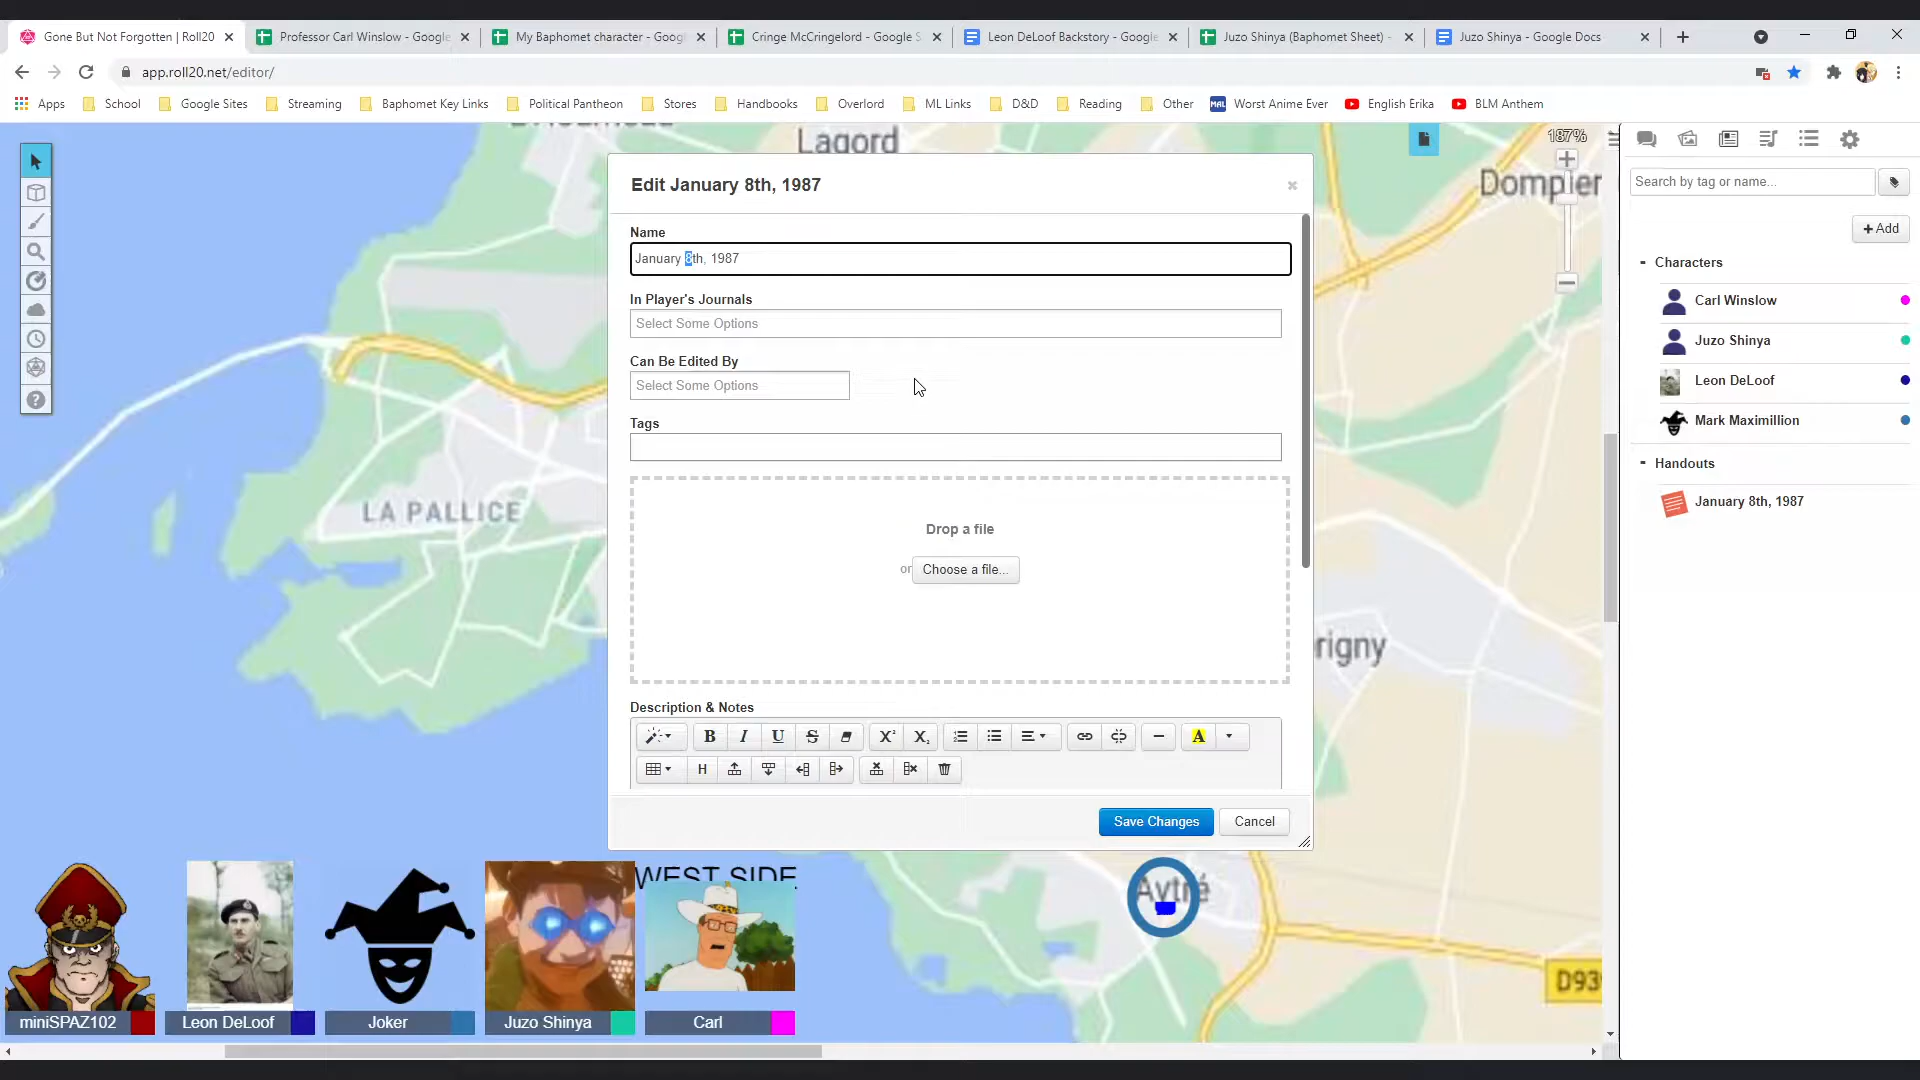 Gone But Not Forgotten | Roll20
Professor Carl Winslow - Google
My Baphomet character - Goog
Cringe McCringelord - Google S
Leon DeLoof Backstory - Google
Juzo Shinya (Baphomet Sheet) -
Juzo Shinya - Google Docs
app.roll20.net/editor/
Apps
School
Google Sites
Streaming
Baphomet Key Links
Political Pantheon
Stores
Handbooks
Overlord
ML Links
D&D
Reading
Other
MAL
Worst Anime Ever
English Erika
BLM Anthem
Lagord
187%
Dompier
LA PALLICE
Edit January 8th, 1987
Name
January 8th, 1987
In Player's Journals
Select Some Options
Can Be Edited By
Select Some Options
Tags
Drop a file
or Choose a file...
Description & Notes
B I U S X² X₂ A
H
Save Changes
Cancel
Search by tag or name...
+ Add
- Characters
Carl Winslow
Juzo Shinya
Leon DeLoof
Mark Maximillion
- Handouts
January 8th, 1987
rigny
Aytré
D93
WEST SIDE
miniSPAZ102
Leon DeLoof
Joker
Juzo Shinya
Carl